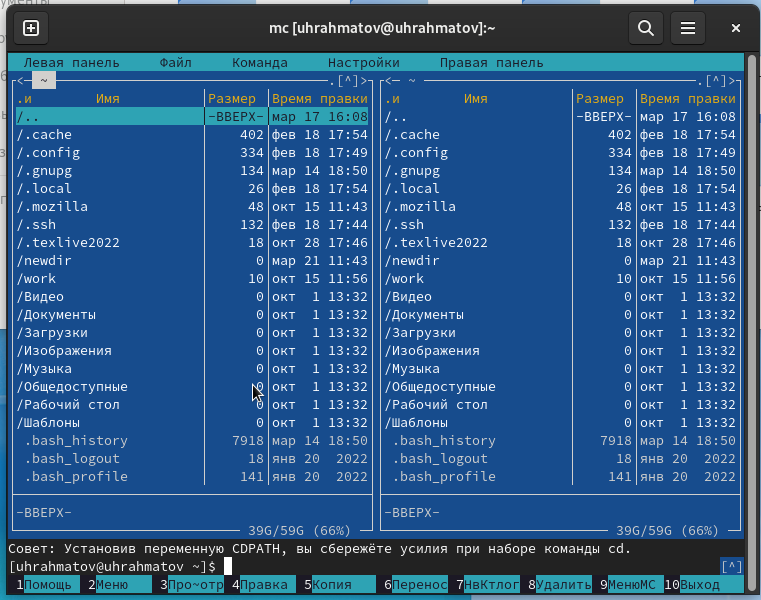 mc [uhrahmatov@uhrahmatov]:~
Левая панель Файл Команда Настройки Правая панель
<─ ~ ─.[^]> <─ ~ ─.[^]>
.и Имя Размер Время правки .и Имя Размер Время правки
/.. -ВВЕРХ- мар 17 16:08 /.. -ВВЕРХ- мар 17 16:08
/.cache 402 фев 18 17:54 /.cache 402 фев 18 17:54
/.config 334 фев 18 17:49 /.config 334 фев 18 17:49
/.gnupg 134 мар 14 18:50 /.gnupg 134 мар 14 18:50
/.local 26 фев 18 17:54 /.local 26 фев 18 17:54
/.mozilla 48 окт 15 11:43 /.mozilla 48 окт 15 11:43
/.ssh 132 фев 18 17:44 /.ssh 132 фев 18 17:44
/.texlive2022 18 окт 28 17:46 /.texlive2022 18 окт 28 17:46
/newdir 0 мар 21 11:43 /newdir 0 мар 21 11:43
/work 10 окт 15 11:56 /work 10 окт 15 11:56
/Видео 0 окт 1 13:32 /Видео 0 окт 1 13:32
/Документы 0 окт 1 13:32 /Документы 0 окт 1 13:32
/Загрузки 0 окт 1 13:32 /Загрузки 0 окт 1 13:32
/Изображения 0 окт 1 13:32 /Изображения 0 окт 1 13:32
/Музыка 0 окт 1 13:32 /Музыка 0 окт 1 13:32
/Общедоступные 0 окт 1 13:32 /Общедоступные 0 окт 1 13:32
/Рабочий стол 0 окт 1 13:32 /Рабочий стол 0 окт 1 13:32
/Шаблоны 0 окт 1 13:32 /Шаблоны 0 окт 1 13:32
.bash_history 7918 мар 14 18:50 .bash_history 7918 мар 14 18:50
.bash_logout 18 янв 20 2022 .bash_logout 18 янв 20 2022
.bash_profile 141 янв 20 2022 .bash_profile 141 янв 20 2022
-ВВЕРХ- -ВВЕРХ-
39G/59G (66%) 39G/59G (66%)
Совет: Установив переменную CDPATH, вы сбережёте усилия при наборе команды cd.
[uhrahmatov@uhrahmatov ~]$ [^]
1Помощь 2Меню 3Про~отр 4Правка 5Копия 6Перенос 7НвКтлог 8Удалить 9МенюМС 10Выход